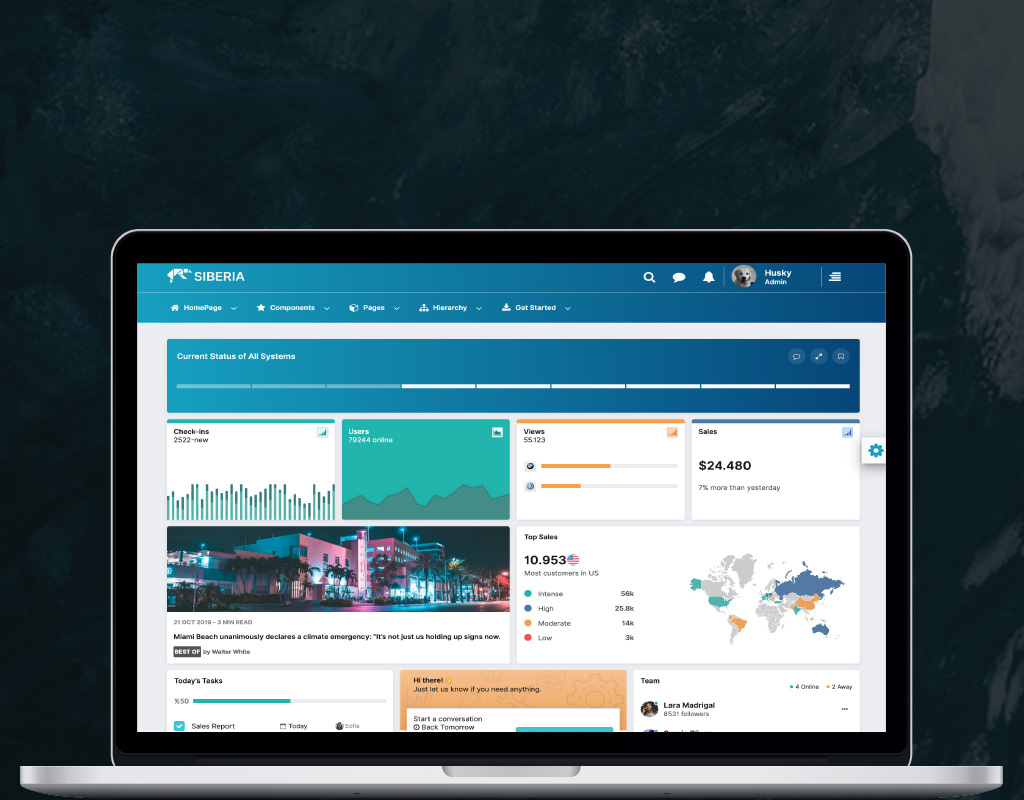 SIBERIA
Husky
Admin
HomePage
Components
Pages
Hierarchy
Get Started
Current Status of All Systems
Check-ins
2522-new
Users
79244 online
Views
55.123
Sales
$24.480
7% more than yesterday
21 OCT 2019 – 3 MIN READ
Miami Beach unanimously declares a climate emergency: "It's not just us holding up signs now.
BEST OF by Walter White
Top Sales
10.953
Most customers in US
Intense 56k
High 25.8k
Moderate 14k
Low 3k
Today's Tasks
%50
Sales Report Today Sofia
Hi there!
Just let us know if you need anything.
Start a conversation
Back Tomorrow
Team
4 Online 2 Away
Lara Madrigal
8531 followers